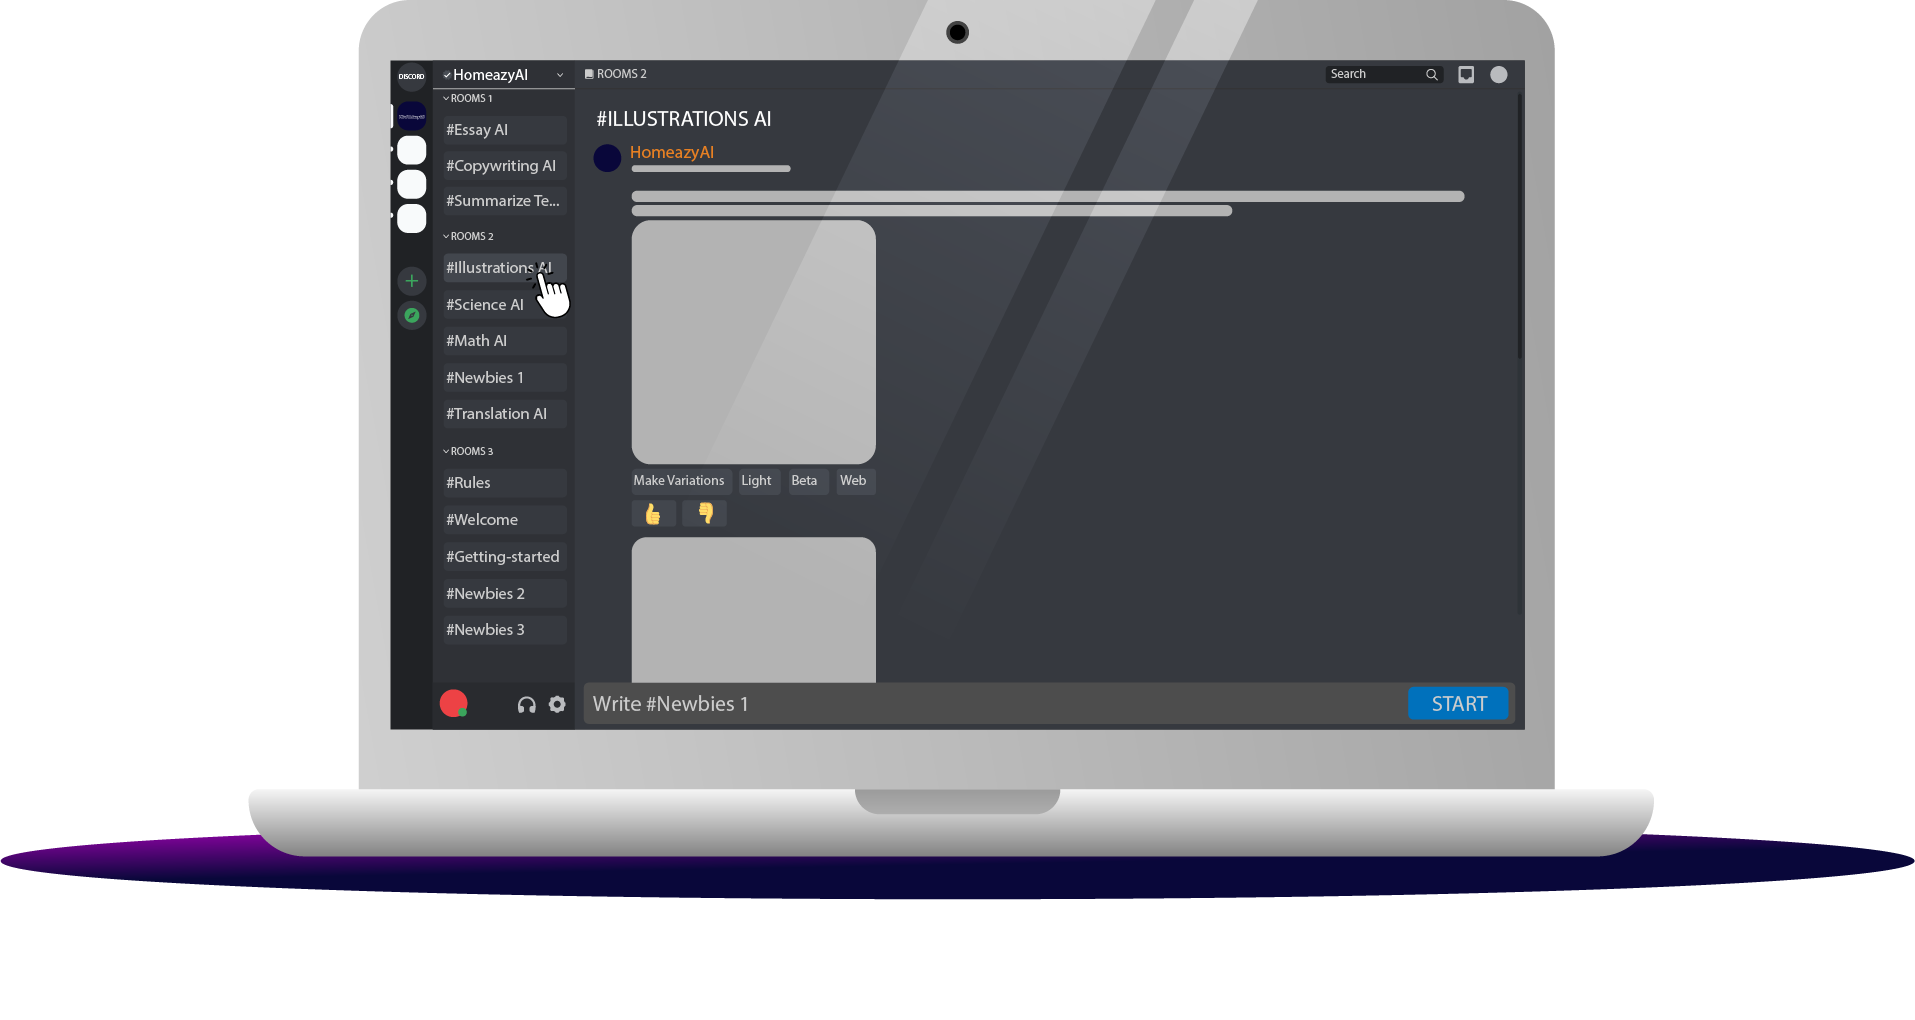 DISCORD
HomeazyAI
ROOMS 1
#Essay AI
#Copywriting AI
#Summarize Te...
ROOMS 2
#Illustrations AI
#Science AI
#Math AI
#Newbies 1
#Translation AI
ROOMS 3
#Rules
#Welcome
#Getting-started
#Newbies 2
#Newbies 3
ROOMS 2
Search
#ILLUSTRATIONS AI
HomeazyAI
Make Variations Light Beta Web
Write #Newbies 1
START